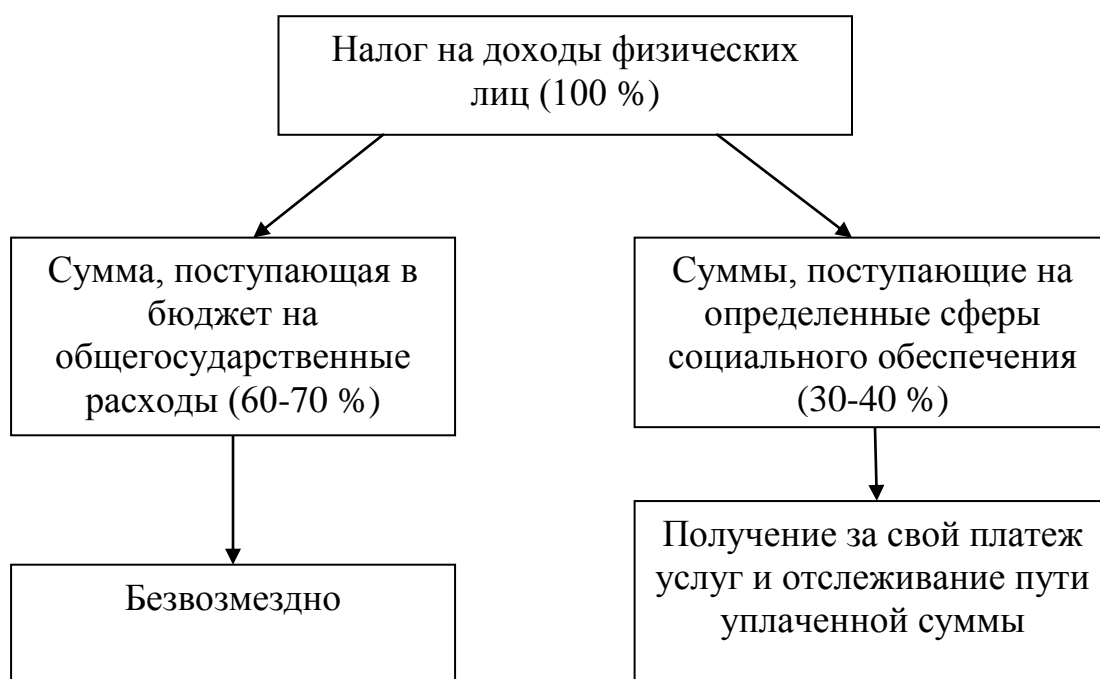 Налог на доходы физических
лиц (100 %)
Сумма, поступающая в
бюджет на
общегосударственные
расходы (60-70 %)
Суммы, поступающие на
определенные сферы
социального обеспечения
(30-40 %)
Безвозмездно
Получение за свой платеж
услуг и отслеживание пути
уплаченной суммы